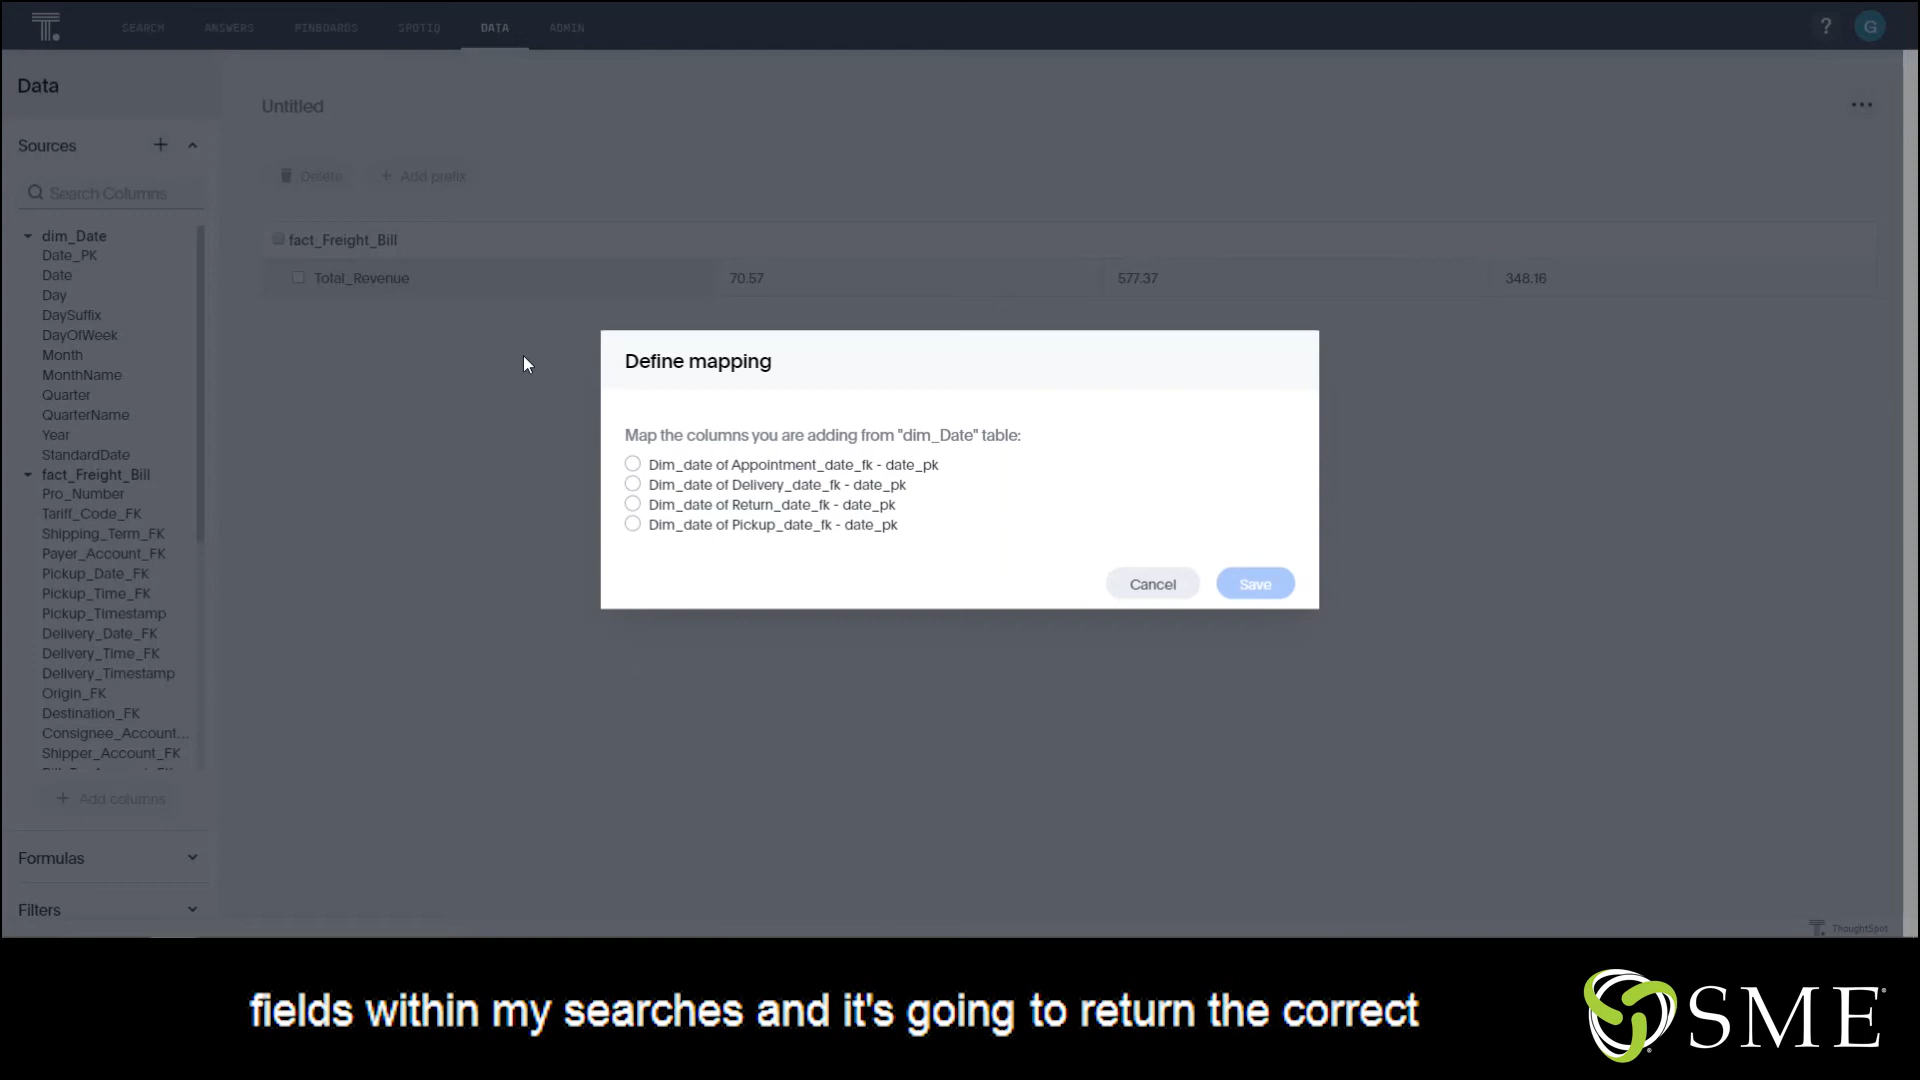 SEARCH ANSWERS PINBOARDS SPOTIQ DATA ADMIN ? G
Data
Untitled
Sources
Search Columns
Delete + Add prefix
dim_Date
Date_PK
Date
Day
DaySuffix
DayOfWeek
Month
MonthName
Quarter
QuarterName
Year
StandardDate
fact_Freight_Bill
Pro_Number
Tariff_Code_FK
Shipping_Term_FK
Payer_Account_FK
Pickup_Date_FK
Pickup_Time_FK
Pickup_Timestamp
Delivery_Date_FK
Delivery_Time_FK
Delivery_Timestamp
Origin_FK
Destination_FK
Consignee_Account...
Shipper_Account_FK
+ Add columns
Formulas
Filters
fact_Freight_Bill
Total_Revenue 70.57 577.37 348.16
Define mapping
Map the columns you are adding from "dim_Date" table:
Dim_date of Appointment_date_fk - date_pk
Dim_date of Delivery_date_fk - date_pk
Dim_date of Return_date_fk - date_pk
Dim_date of Pickup_date_fk - date_pk
Cancel Save
ThoughtSpot
fields within my searches and it's going to return the correct
SME